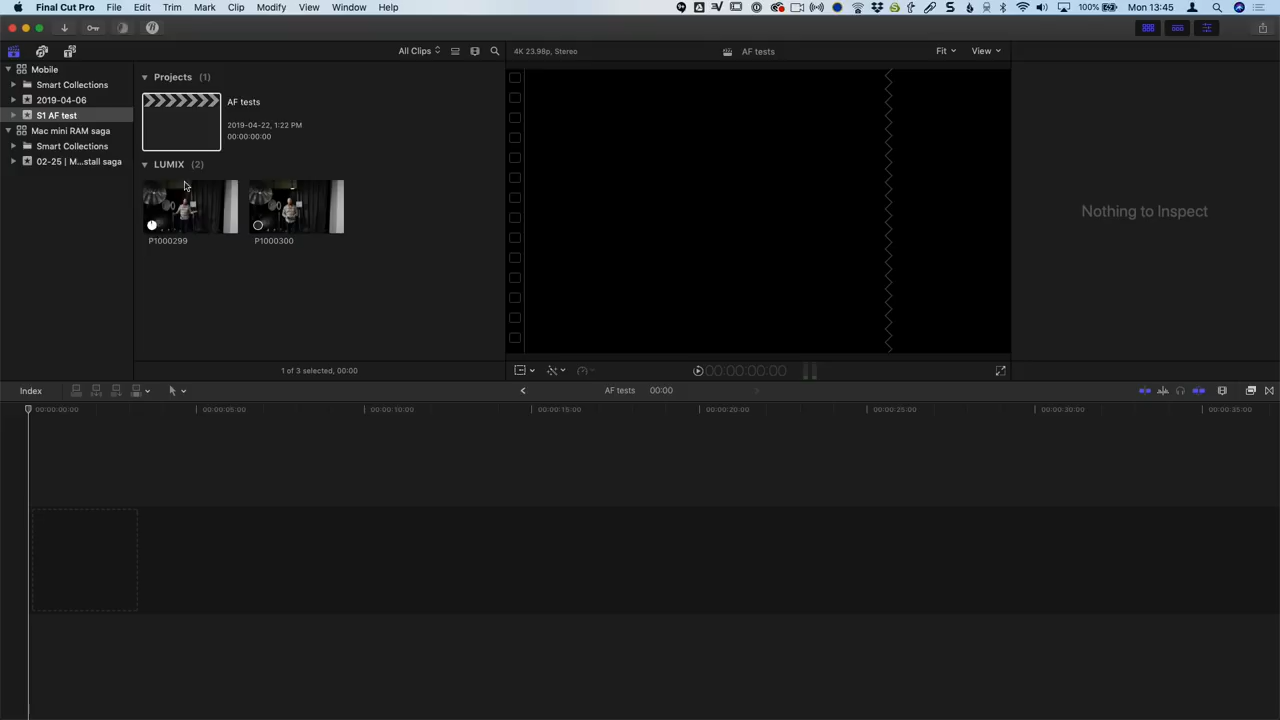 Final Cut Pro File Edit Trim Mark Clip Modify View Window Help 100% Mon 13:45
All Clips 4K 23.98p, Stereo AF tests Fit View
Mobile
Smart Collections
2019-04-06
S1 AF test
Mac mini RAM saga
Smart Collections
02-25 | M...stall saga
Projects (1)
AF tests
2019-04-22, 1:22 PM
00:00:00:00
LUMIX (2)
P1000299 P1000300
Nothing to Inspect
1 of 3 selected, 00:00
00:00:00:00
Index AF tests 00:00
00:00:00:00 00:00:05:00 00:00:10:00 00:00:15:00 00:00:20:00 00:00:25:00 00:00:30:00 00:00:35:00